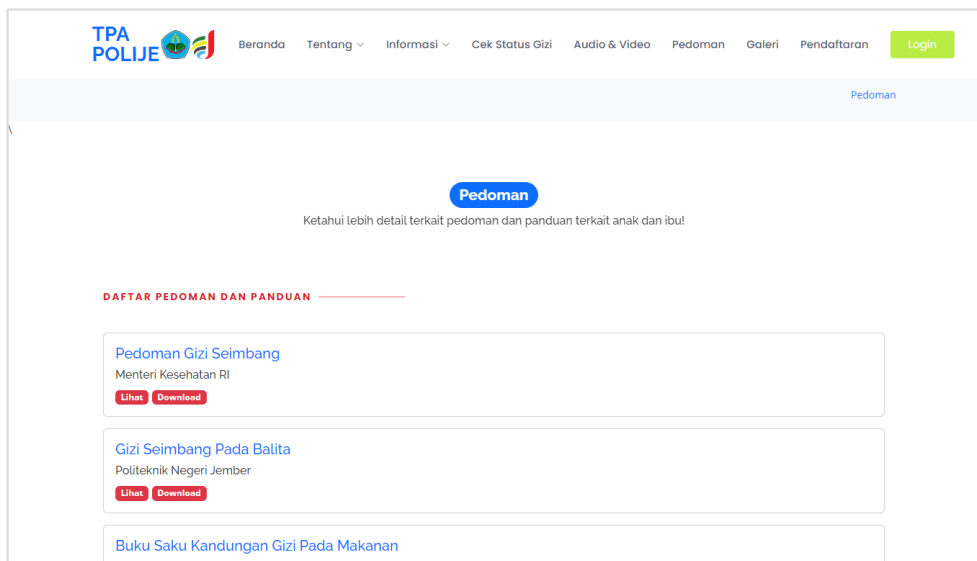 TPA
POLIJE
Beranda Tentang Informasi Cek Status Gizi Audio & Video Pedoman Galeri Pendaftaran Login
Pedoman
\
Pedoman
Ketahui lebih detail terkait pedoman dan panduan terkait anak dan ibu!
DAFTAR PEDOMAN DAN PANDUAN
Pedoman Gizi Seimbang
Menteri Kesehatan RI
Lihat Download
Gizi Seimbang Pada Balita
Politeknik Negeri Jember
Lihat Download
Buku Saku Kandungan Gizi Pada Makanan